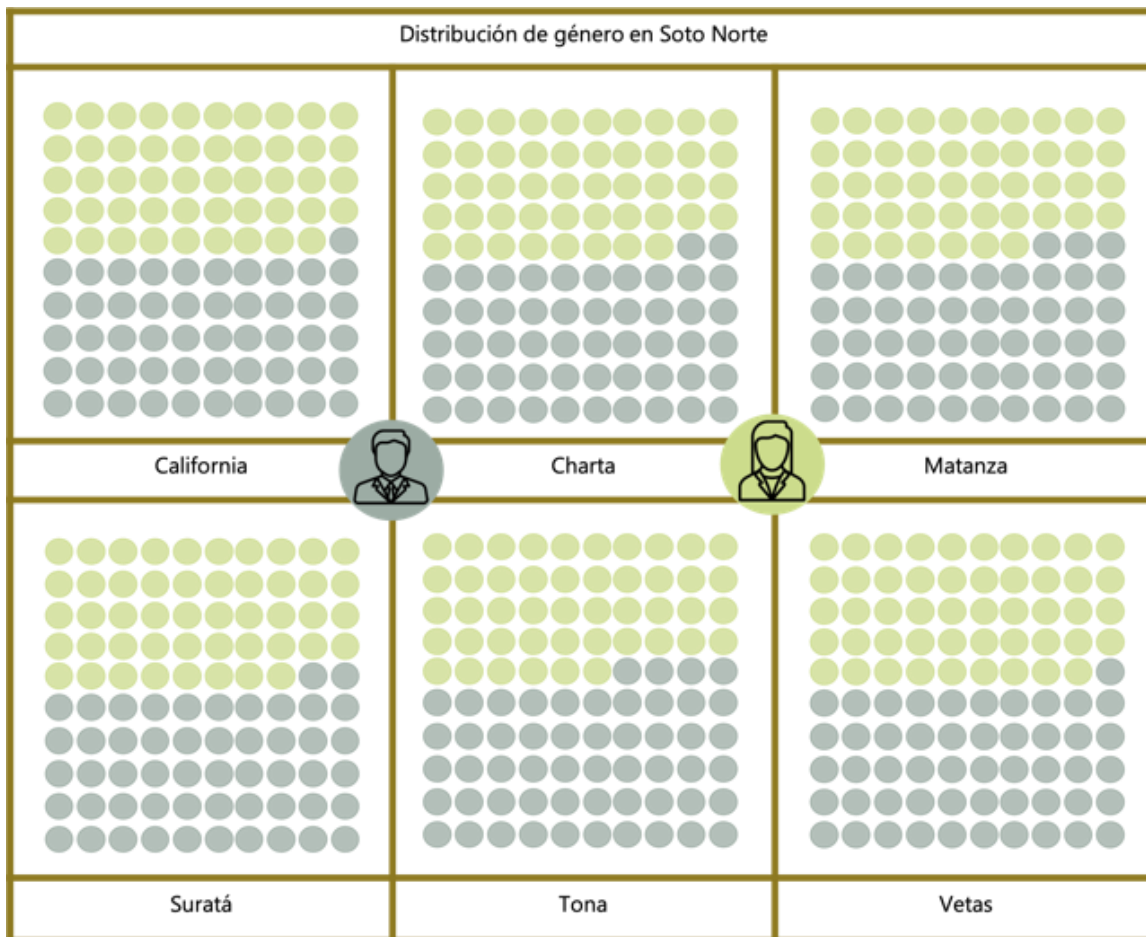 Distribución de género en Soto Norte
California
Charta
Matanza
Suratá
Tona
Vetas